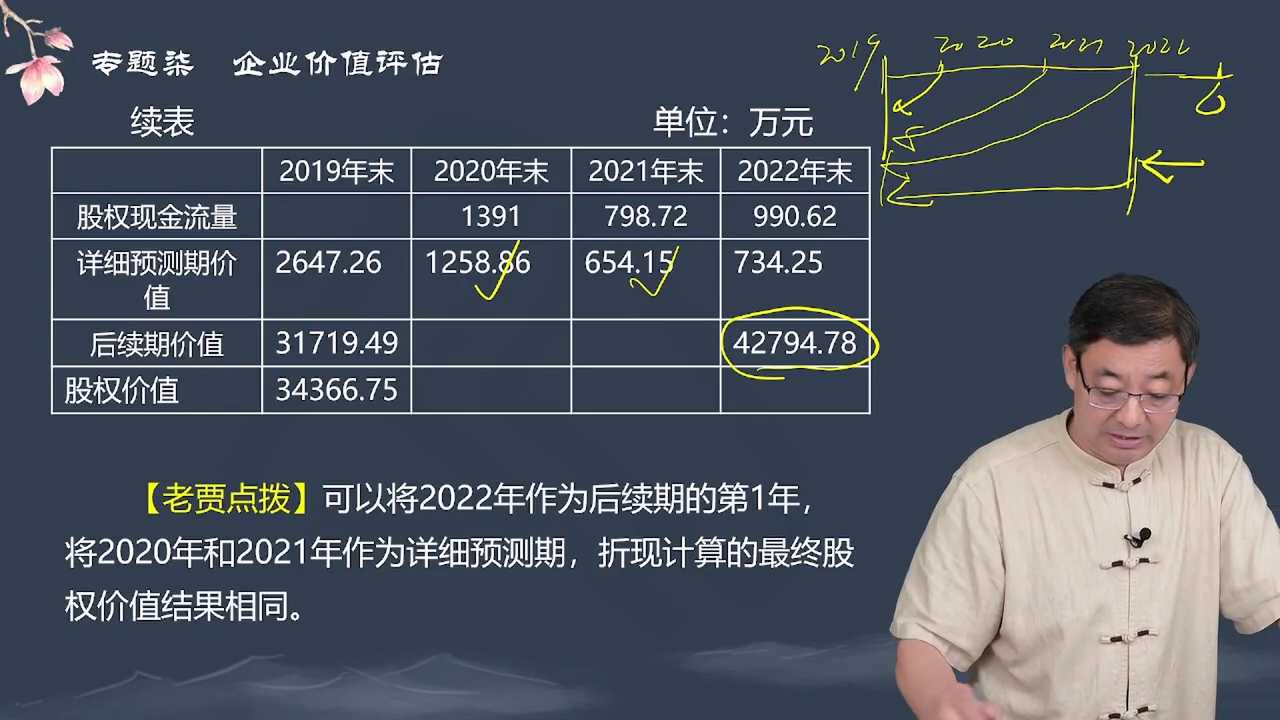 专题柒 企业价值评估
2019 2020 2021 2022
续表 单位：万元
2019年末 2020年末 2021年末 2022年末
股权现金流量 1391 798.72 990.62
详细预测期价值 2647.26 1258.86 654.15 734.25
后续期价值 31719.49 42794.78
股权价值 34366.75
【老贾点拨】可以将2022年作为后续期的第1年，
将2020年和2021年作为详细预测期，折现计算的最终股
权价值结果相同。